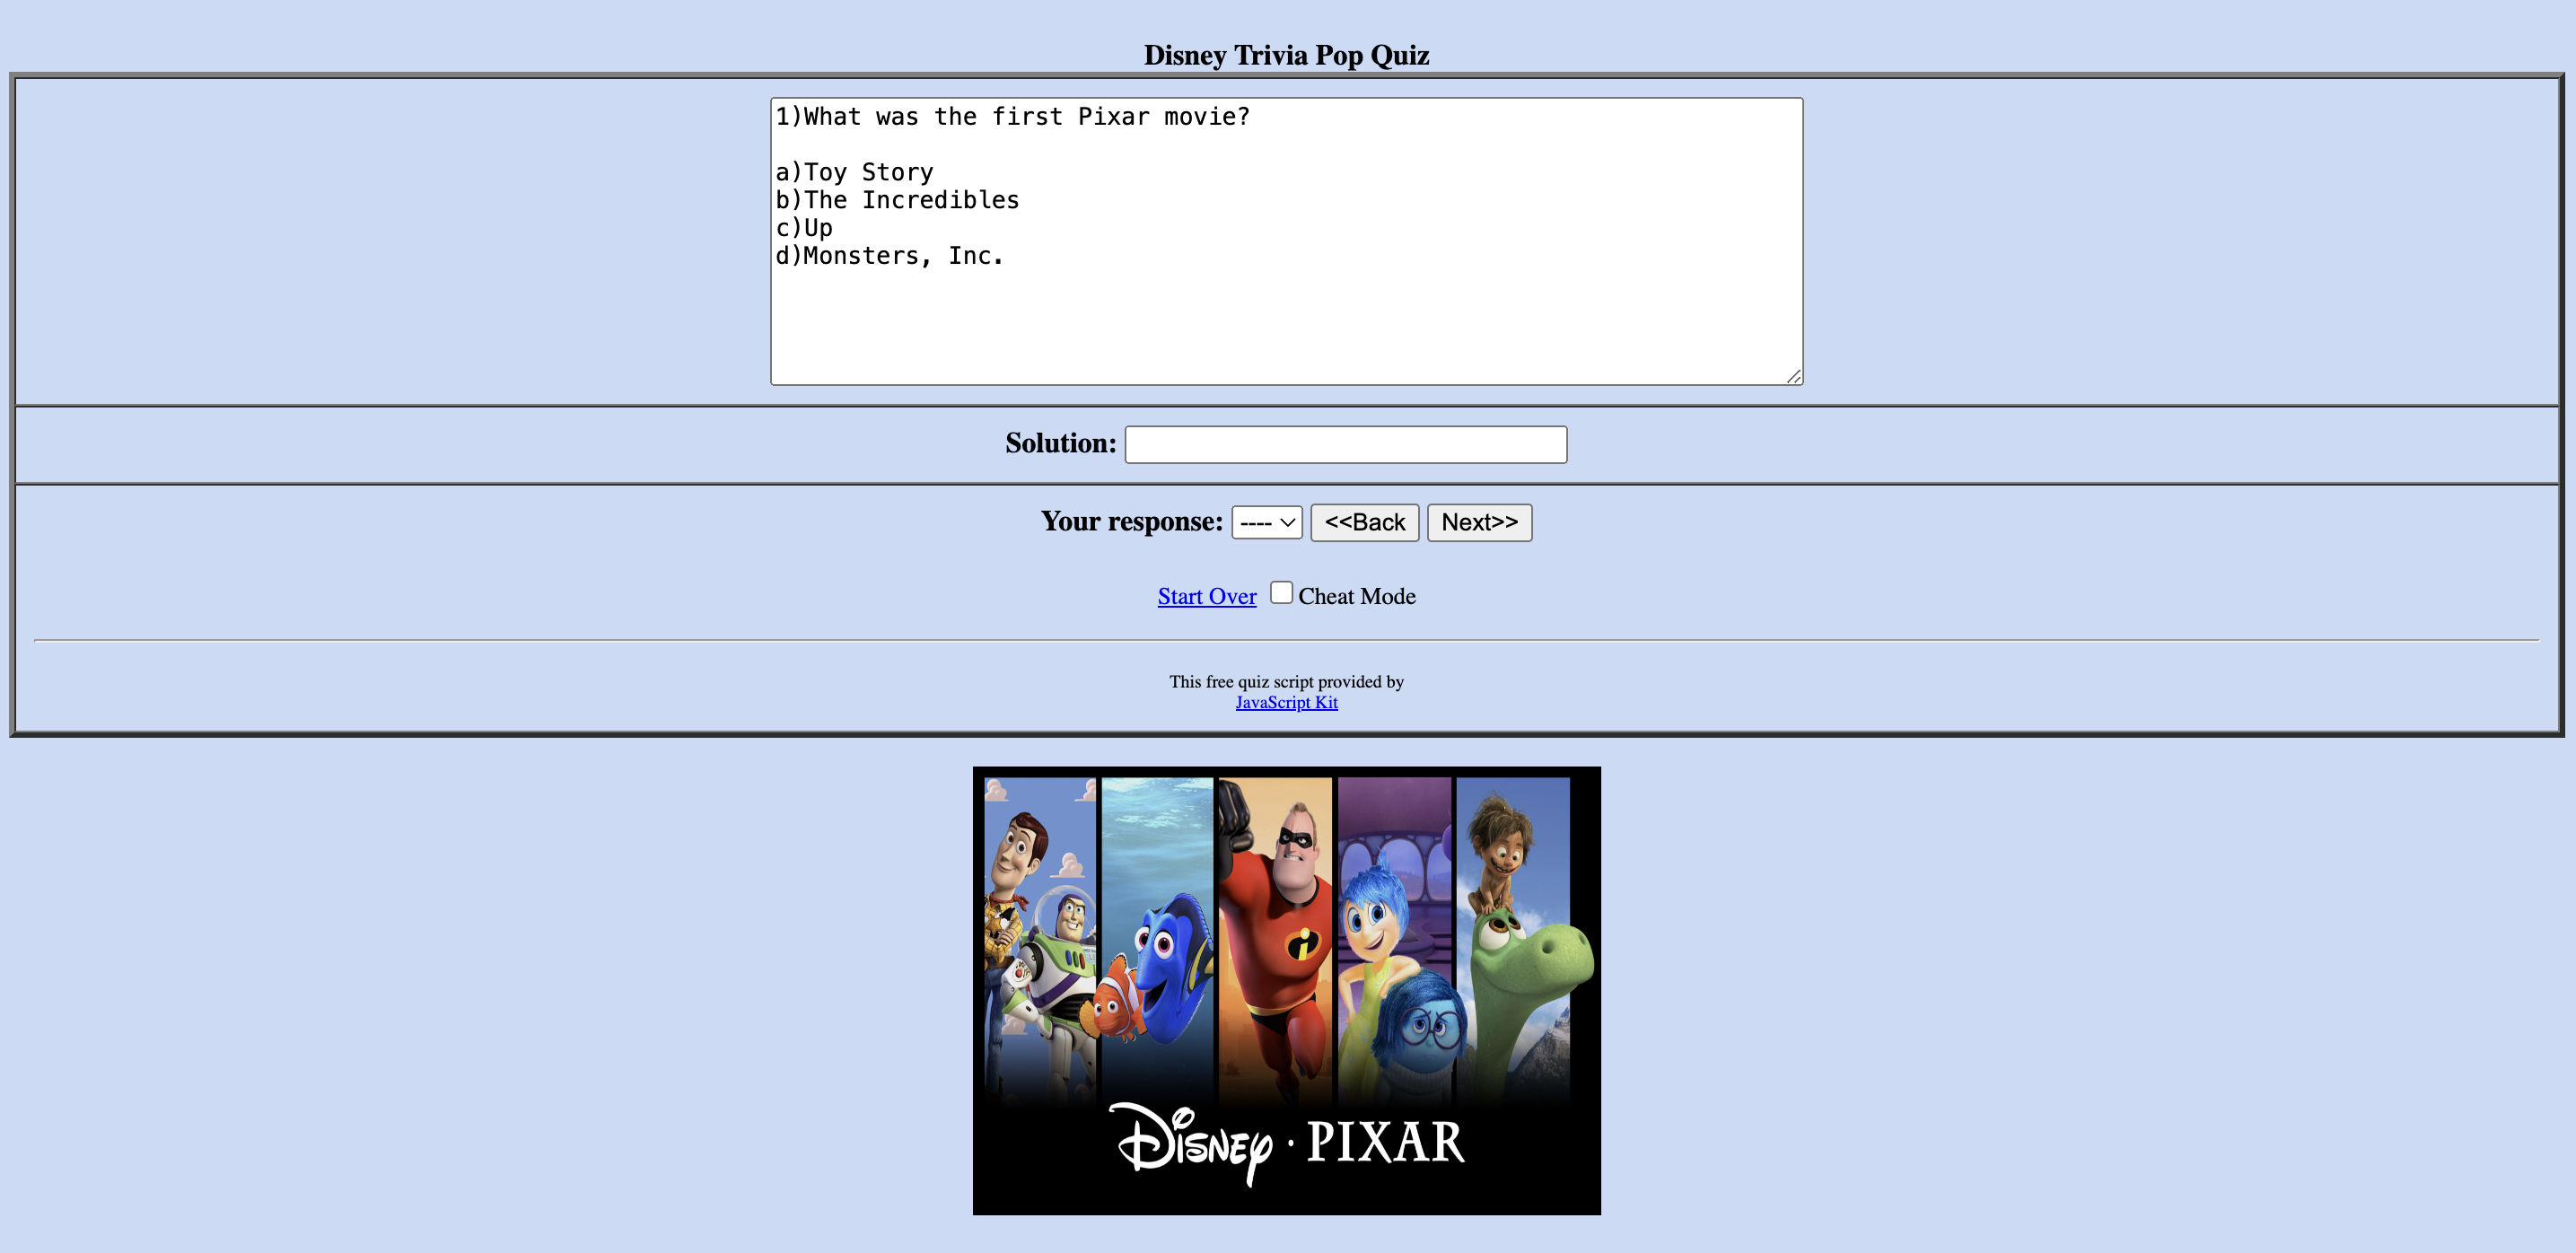 Disney Trivia Pop Quiz
1)What was the first Pixar movie?
a)Toy Story
b)The Incredibles
c)Up
d)Monsters, Inc.
Solution:
Your response: ---- <<Back Next>>
Start Over Cheat Mode
This free quiz script provided by
JavaScript Kit
DISNEY · PIXAR